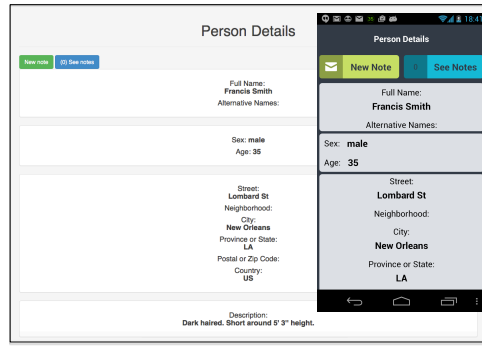 Person Details
New note
(0) See notes
Full Name:
Francis Smith
Alternative Names:
Sex: male
Age: 35
Street:
Lombard St
Neighborhood:
City:
New Orleans
Province or State:
LA
Postal or Zip Code:
Country:
US
Description:
Dark haired. Short around 5' 3" height.
35
18:41
Person Details
New Note
0
See Notes
Full Name:
Francis Smith
Alternative Names:
Sex: male
Age: 35
Street:
Lombard St
Neighborhood:
City:
New Orleans
Province or State:
LA